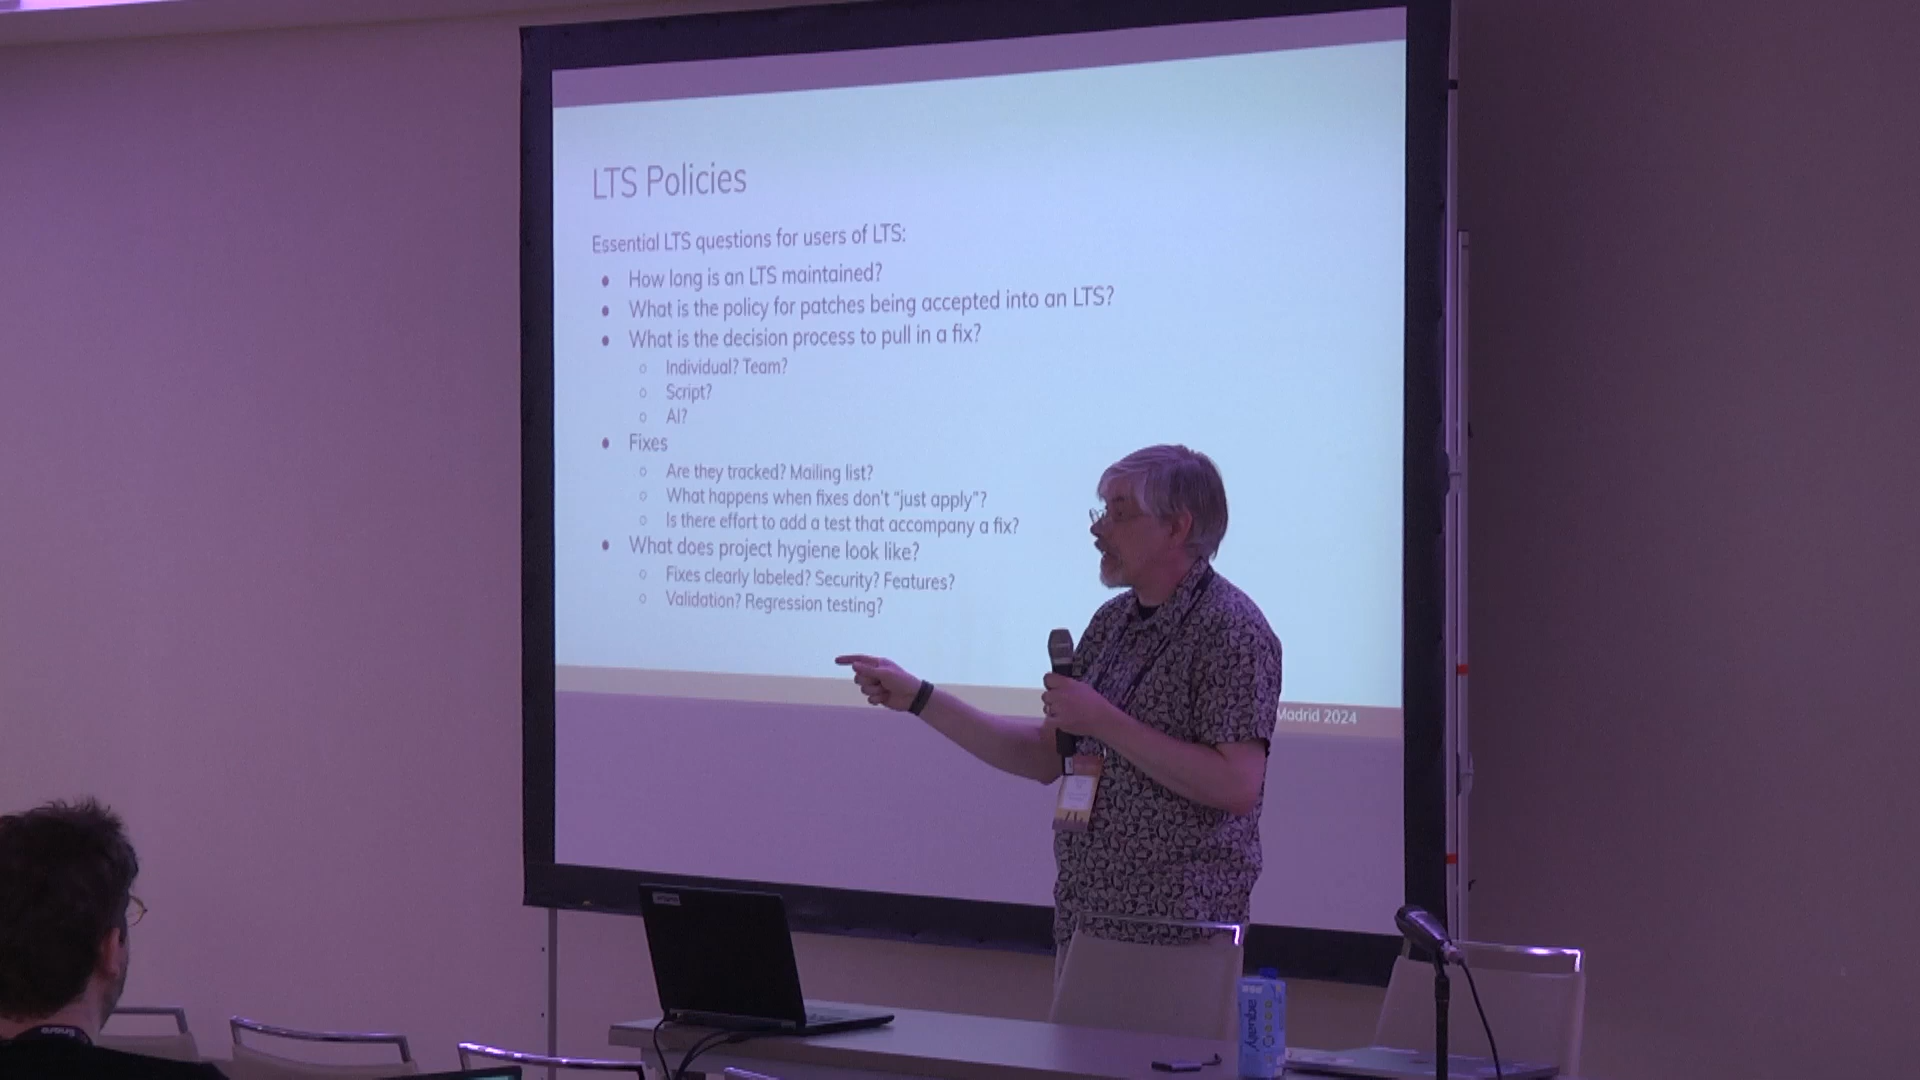 LTS Policies
Essential LTS questions for users of LTS:
● How long is an LTS maintained?
● What is the policy for patches being accepted into an LTS?
● What is the decision process to pull in a fix?
○ Individual? Team?
○ Script?
○ AI?
● Fixes
○ Are they tracked? Mailing list?
○ What happens when fixes don't "just apply"?
○ Is there effort to add a test that accompany a fix?
● What does project hygiene look like?
○ Fixes clearly labeled? Security? Features?
○ Validation? Regression testing?
Madrid 2024